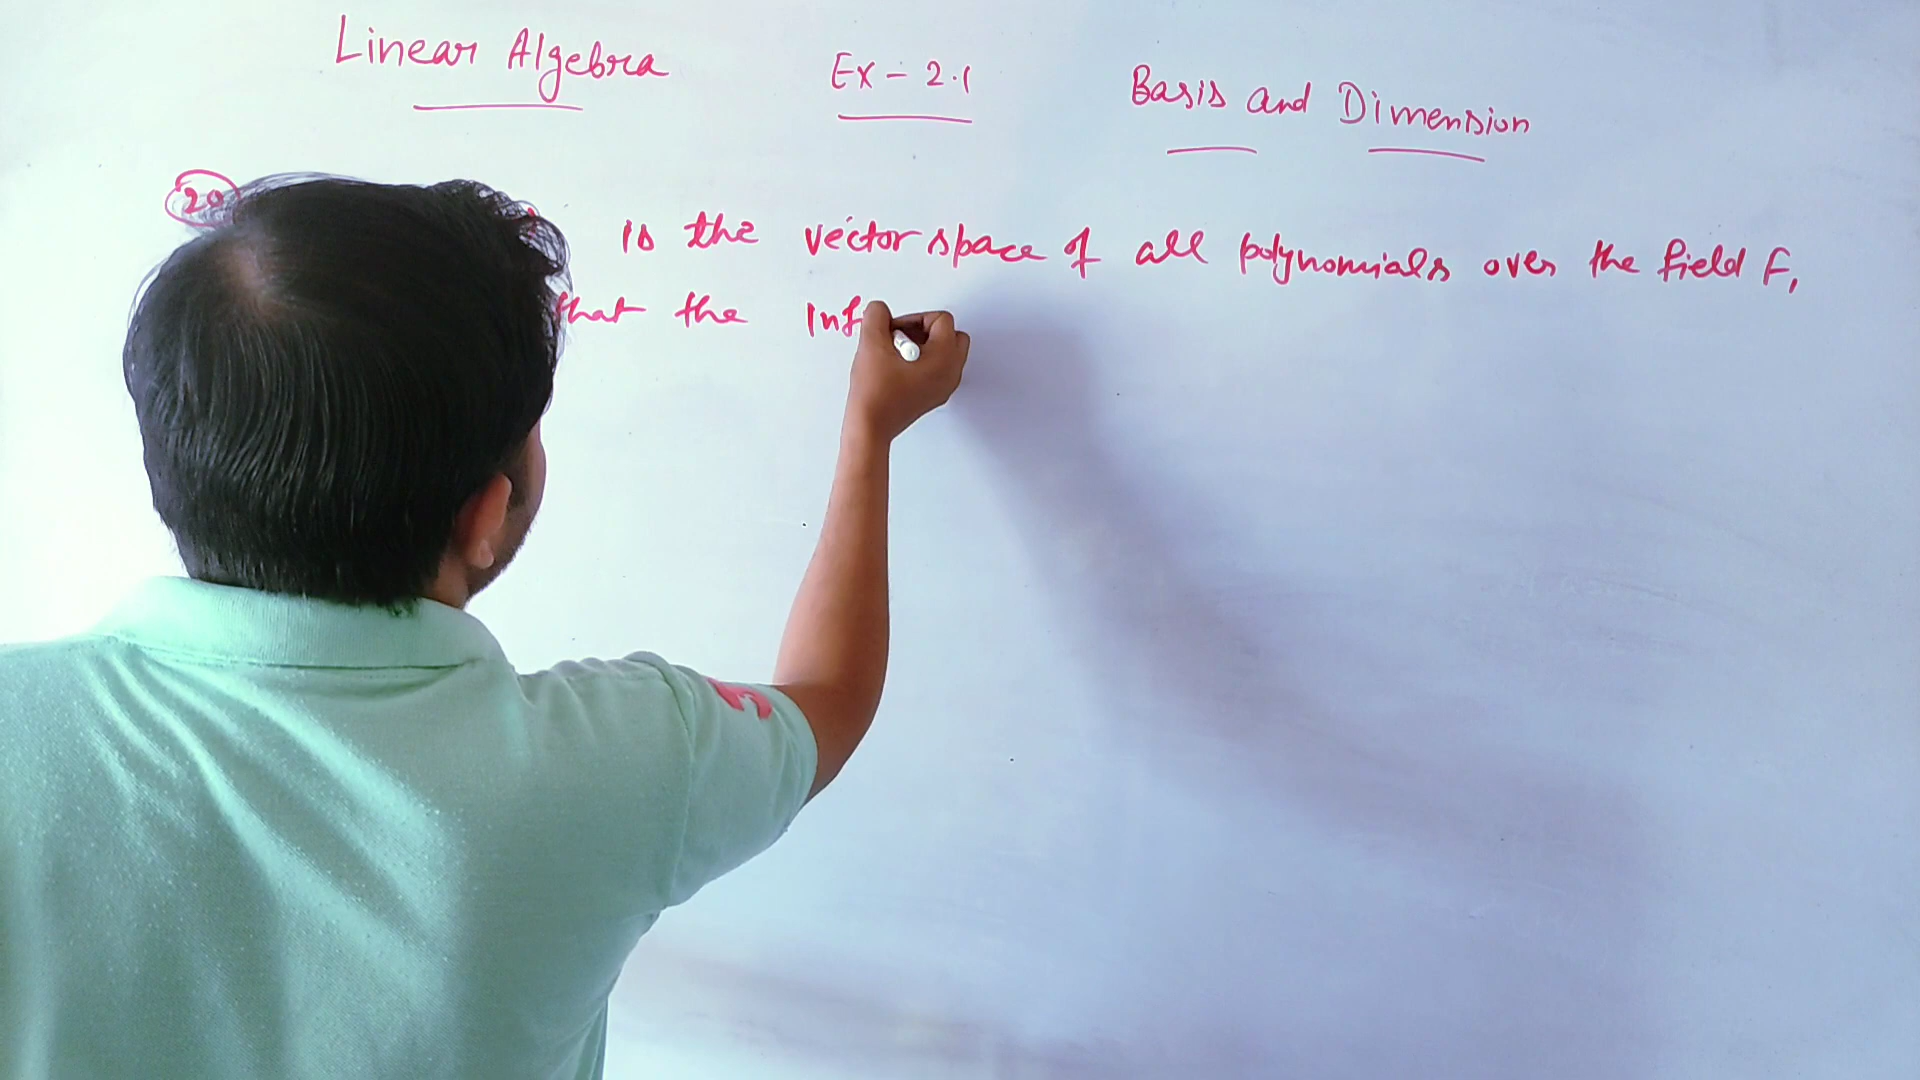 Linear Algebra Ex - 2.1 Basis and Dimension
20 is the vector space of all polynomials over the field F,
that the Inf